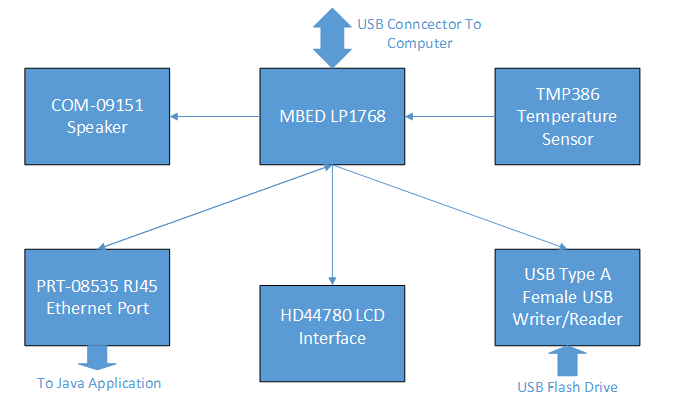 USB Conncector To
Computer
COM-09151
Speaker
MBED LP1768
TMP386
Temperature
Sensor
PRT-08535 RJ45
Ethernet Port
HD44780 LCD
Interface
USB Type A
Female USB
Writer/Reader
To Java Application
USB Flash Drive